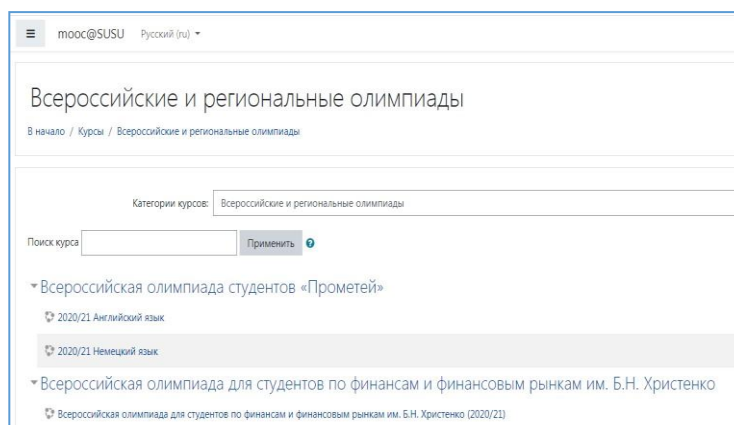 mooc@SUSU Русский (ru)
Всероссийские и региональные олимпиады
В начало / Курсы / Всероссийские и региональные олимпиады
Категории курсов: Всероссийские и региональные олимпиады
Поиск курса Применить ?
Всероссийская олимпиада студентов «Прометей»
2020/21 Английский язык
2020/21 Немецкий язык
Всероссийская олимпиада для студентов по финансам и финансовым рынкам им. Б.Н. Христенко
Всероссийская олимпиада для студентов по финансам и финансовым рынкам им. Б.Н. Христенко (2020/21)